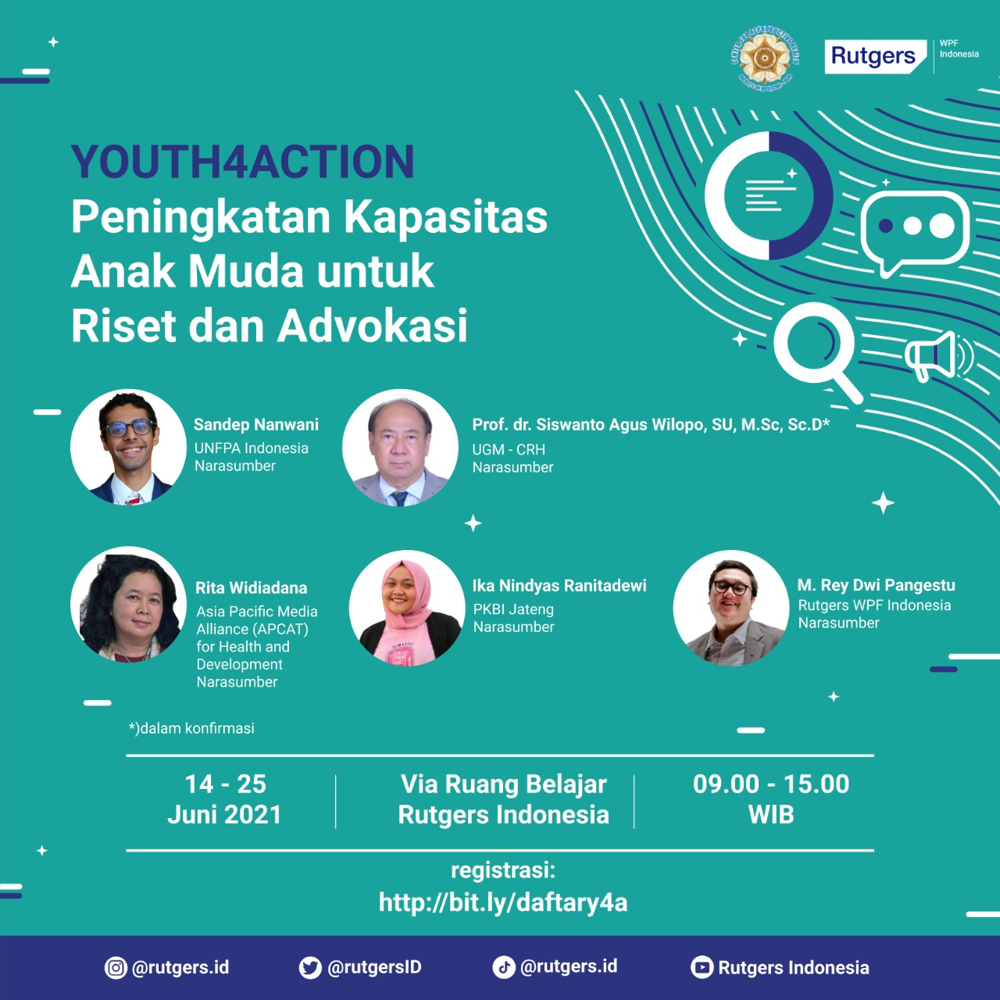 CENTER FOR REPRODUCTIVE HEALTH
Rutgers
WPF
Indonesia
YOUTH4ACTION
Peningkatan Kapasitas
Anak Muda untuk
Riset dan Advokasi
Sandep Nanwani
UNFPA Indonesia
Narasumber
Prof. dr. Siswanto Agus Wilopo, SU, M.Sc, Sc.D*
UGM - CRH
Narasumber
Rita Widiadana
Asia Pacific Media
Alliance (APCAT)
for Health and
Development
Narasumber
Ika Nindyas Ranitadewi
PKBI Jateng
Narasumber
M. Rey Dwi Pangestu
Rutgers WPF Indonesia
Narasumber
*)dalam konfirmasi
14 - 25
Juni 2021
Via Ruang Belajar
Rutgers Indonesia
09.00 - 15.00
WIB
registrasi:
http://bit.ly/daftary4a
@rutgers.id
@rutgersID
@rutgers.id
Rutgers Indonesia